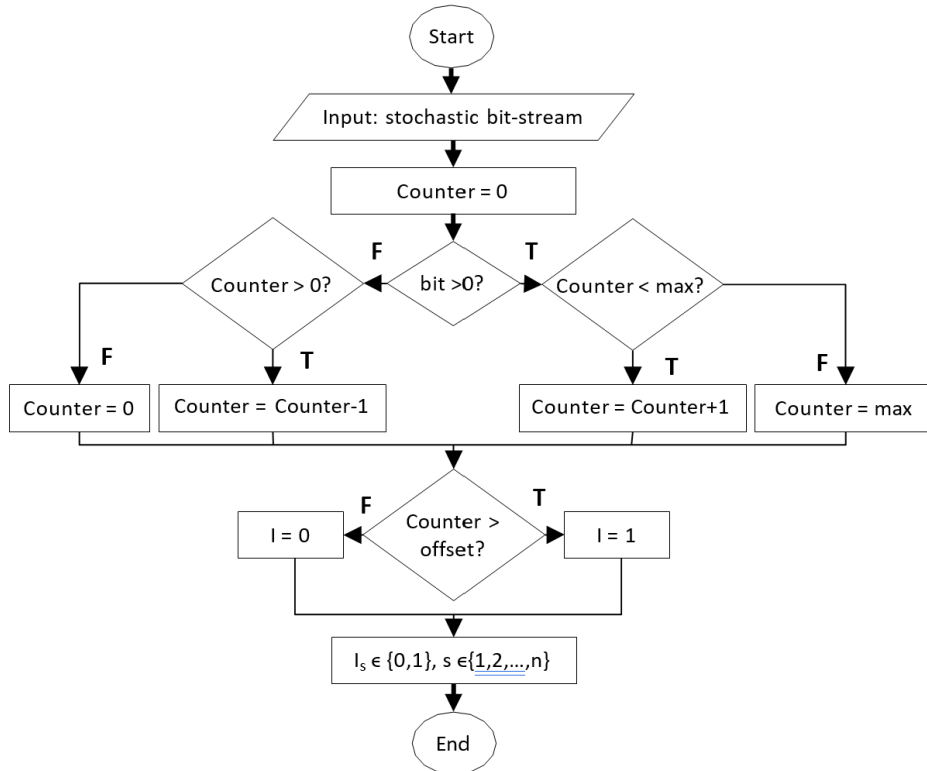 Start
Input: stochastic bit-stream
Counter = 0
F
T
Counter > 0?
bit >0?
Counter < max?
F
T
T
F
Counter = 0
Counter = Counter-1
Counter = Counter+1
Counter = max
F
T
I = 0
Counter >
offset?
I = 1
Iₛ ϵ {0,1}, s ϵ{1,2,...,n}
End